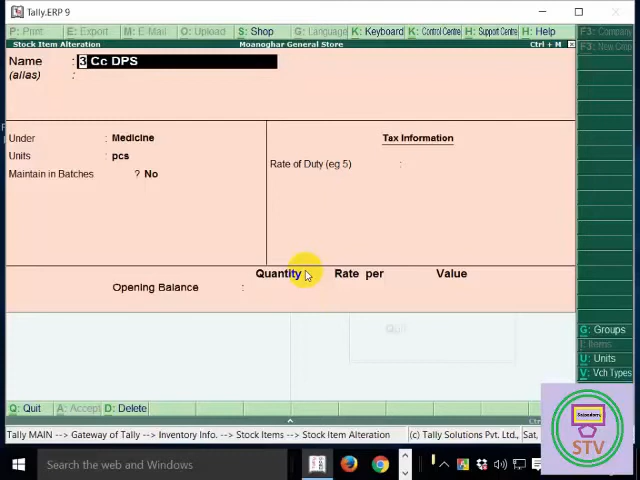 Tally.ERP 9
P: Print
E: Export
M: E-Mail
O: Upload
S: Shop
G: Language
K: Keyboard
K: Control Centre
H: Support Centre
H: Help
F3: Company
Stock Item Alteration
Moanoghar General Store
Ctrl + M
Name : 3 Cc DPS
(alias) :
Under : Medicine
Units : pcs
Maintain in Batches ? No
Tax Information
Rate of Duty (eg 5) :
Quantity Rate per Value
Opening Balance :
Quit
G: Groups
I: Items
U: Units
V: Vch Types
Q: Quit
A: Accept
D: Delete
Tally MAIN --> Gateway of Tally --> Inventory Info. --> Stock Items --> Stock Item Alteration
(c) Tally Solutions Pvt. Ltd.,
Sat,
STV
Search the web and Windows